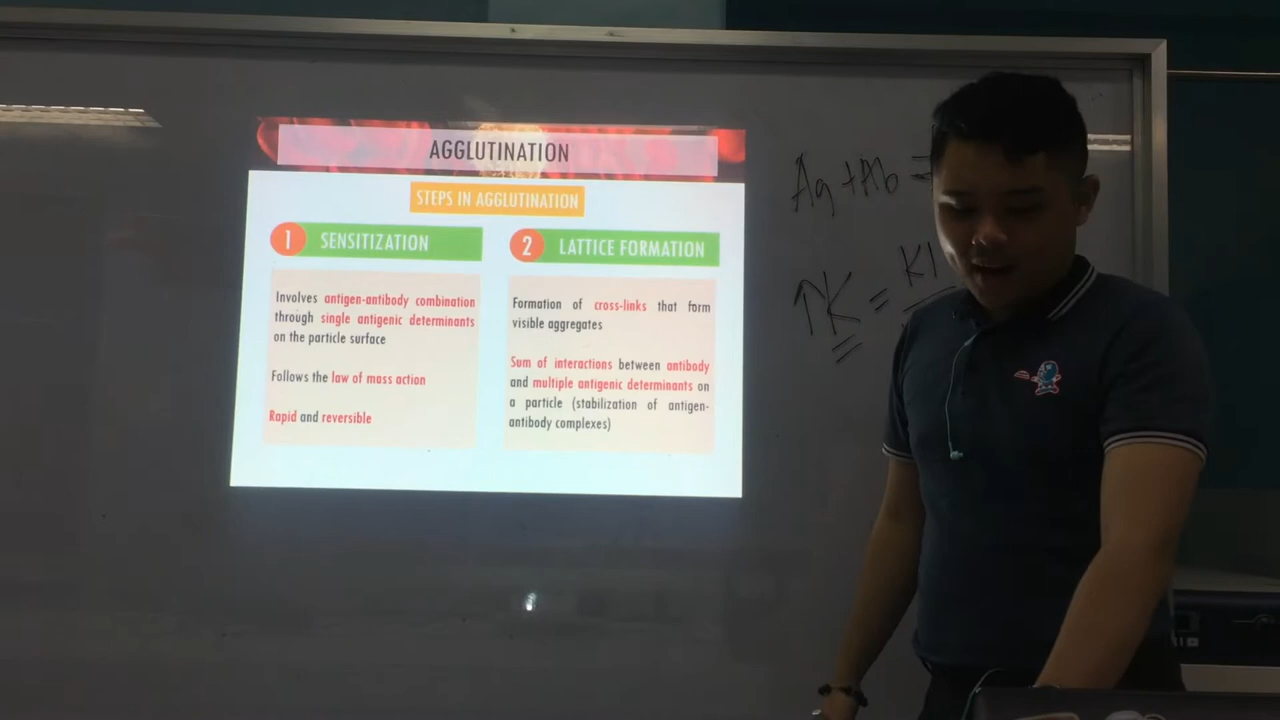 AGGLUTINATION
STEPS IN AGGLUTINATION
1 SENSITIZATION
Involves antigen-antibody combination
through single antigenic determinants
on the particle surface
Follows the law of mass action
Rapid and reversible
2 LATTICE FORMATION
Formation of cross-links that form
visible aggregates
Sum of interactions between antibody
and multiple antigenic determinants on
a particle (stabilization of antigen-
antibody complexes)
Ag + Ab =
↑K = K1